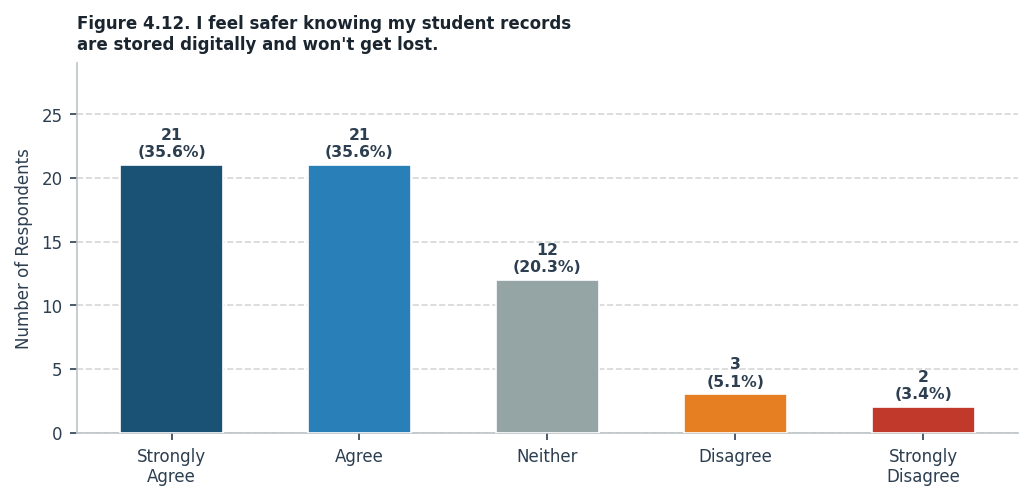 Figure 4.12. I feel safer knowing my student records
are stored digitally and won't get lost.
Number of Respondents
25
20
15
10
5
0
21
(35.6%)
21
(35.6%)
12
(20.3%)
3
(5.1%)
2
(3.4%)
Strongly
Agree
Agree
Neither
Disagree
Strongly
Disagree